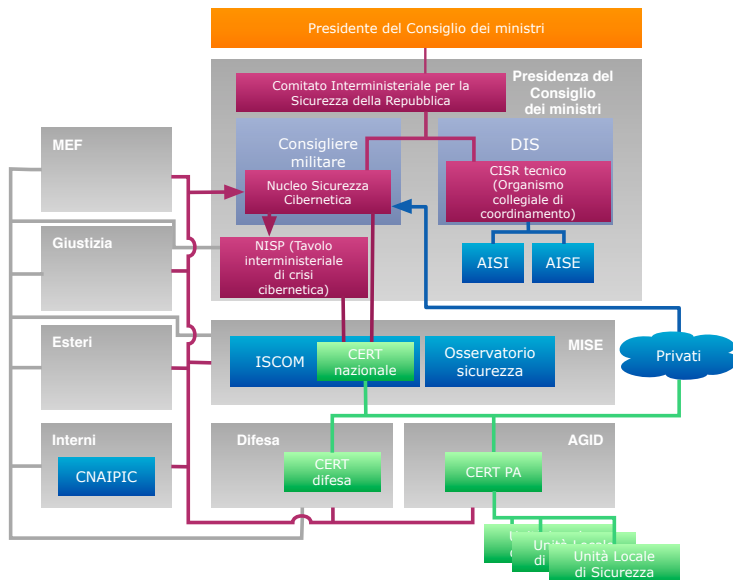 Presidente del Consiglio dei ministri
Comitato Interministeriale per la
Sicurezza della Repubblica
Presidenza del
Consiglio
dei ministri
Consigliere
militare
DIS
Nucleo Sicurezza
Cibernetica
CISR tecnico
(Organismo
collegiale di
coordinamento)
NISP (Tavolo
interministeriale
di crisi
cibernetica)
AISI
AISE
MEF
Giustizia
Esteri
Interni
CNAIPIC
ISCOM
CERT
nazionale
Osservatorio
sicurezza
MISE
Privati
Difesa
CERT
difesa
AGID
CERT PA
Unità Locale
di Sicurezza